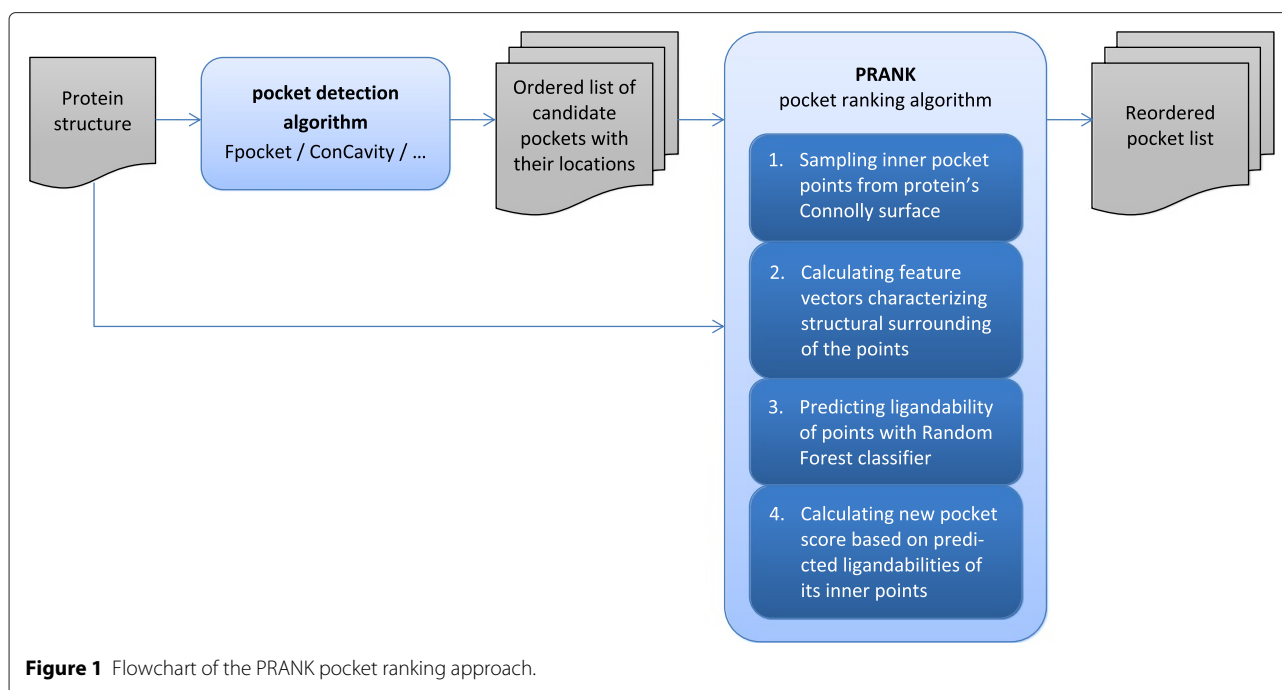 Protein
structure
pocket detection
algorithm
Fpocket / ConCavity / …
Ordered list of
candidate
pockets with
their locations
PRANK
pocket ranking algorithm
1. Sampling inner pocket
points from protein’s
Connolly surface
2. Calculating feature
vectors characterizing
structural surrounding
of the points
3. Predicting ligandability
of points with Random
Forest classifier
4. Calculating new pocket
score based on predi-
cted ligandabilities of
its inner points
Reordered
pocket list
Figure 1 Flowchart of the PRANK pocket ranking approach.